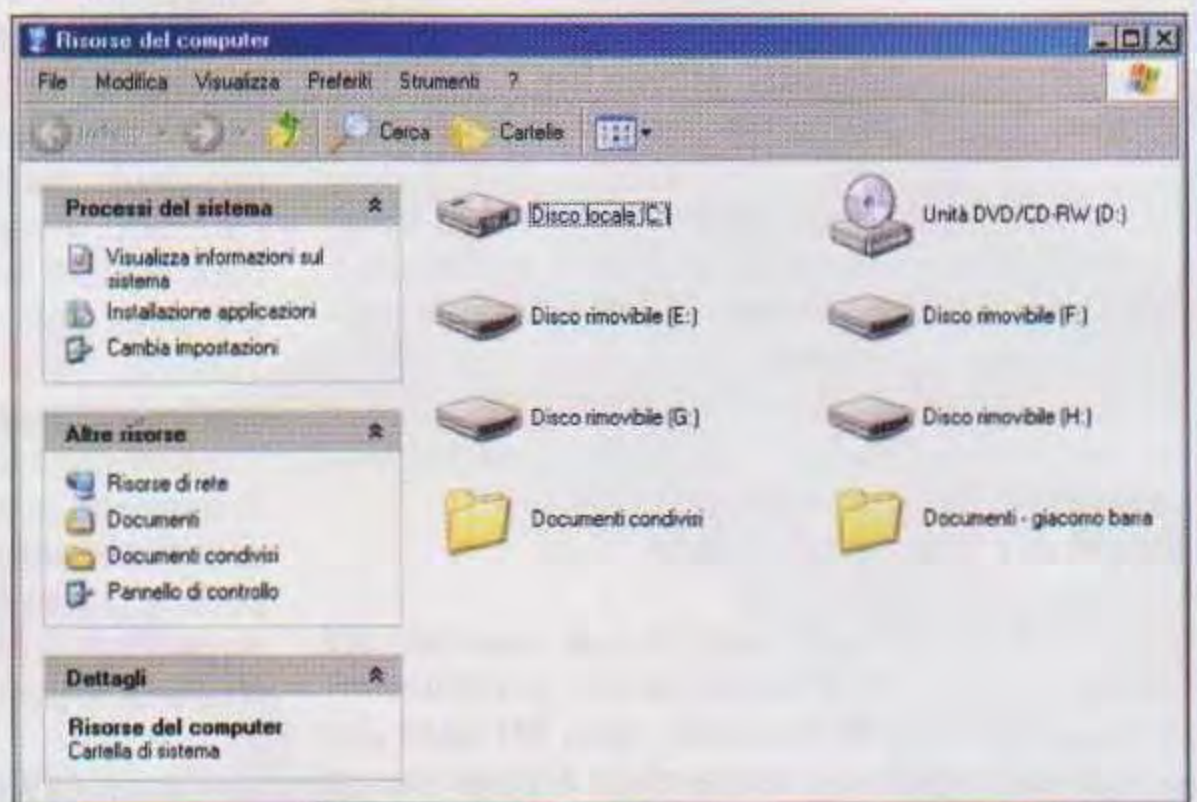 Risorse del computer
File Modifica Visualizza Preferiti Strumenti ?
Indietro Cerca Cartelle
Processi del sistema
Visualizza informazioni sul
sistema
Installazione applicazioni
Cambia impostazioni
Altre risorse
Risorse di rete
Documenti
Documenti condivisi
Pannello di controllo
Dettagli
Risorse del computer
Cartella di sistema
Disco locale (C:)
Unità DVD/CD-RW (D:)
Disco rimovibile (E:)
Disco rimovibile (F:)
Disco rimovibile (G:)
Disco rimovibile (H:)
Documenti condivisi
Documenti - giacomo barra